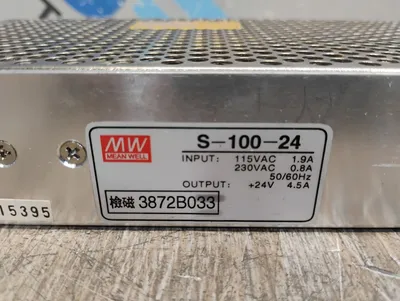 MW
MEAN WELL
S-100-24
INPUT: 115VAC 1.9A
230VAC 0.8A
50/60Hz
OUTPUT: +24V 4.5A
檢磁 3872B033
15395